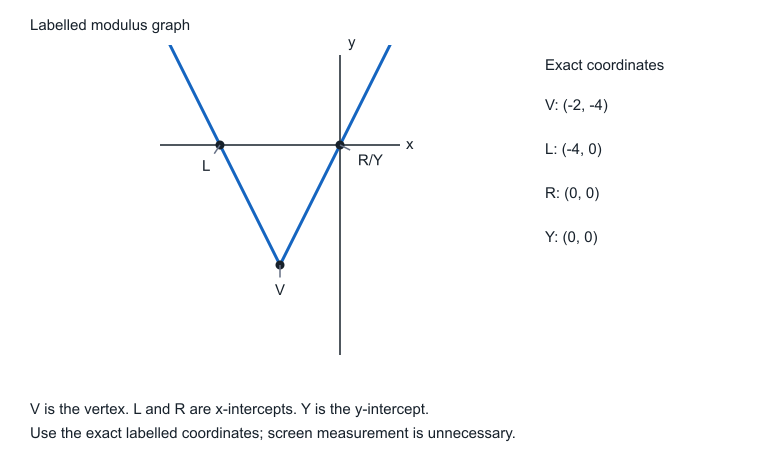 Labelled modulus graph
y
Exact coordinates
V: (-2, -4)
x
L: (-4, 0)
R/Y
L
R: (0, 0)
Y: (0, 0)
V
V is the vertex. L and R are x-intercepts. Y is the y-intercept.
Use the exact labelled coordinates; screen measurement is unnecessary.